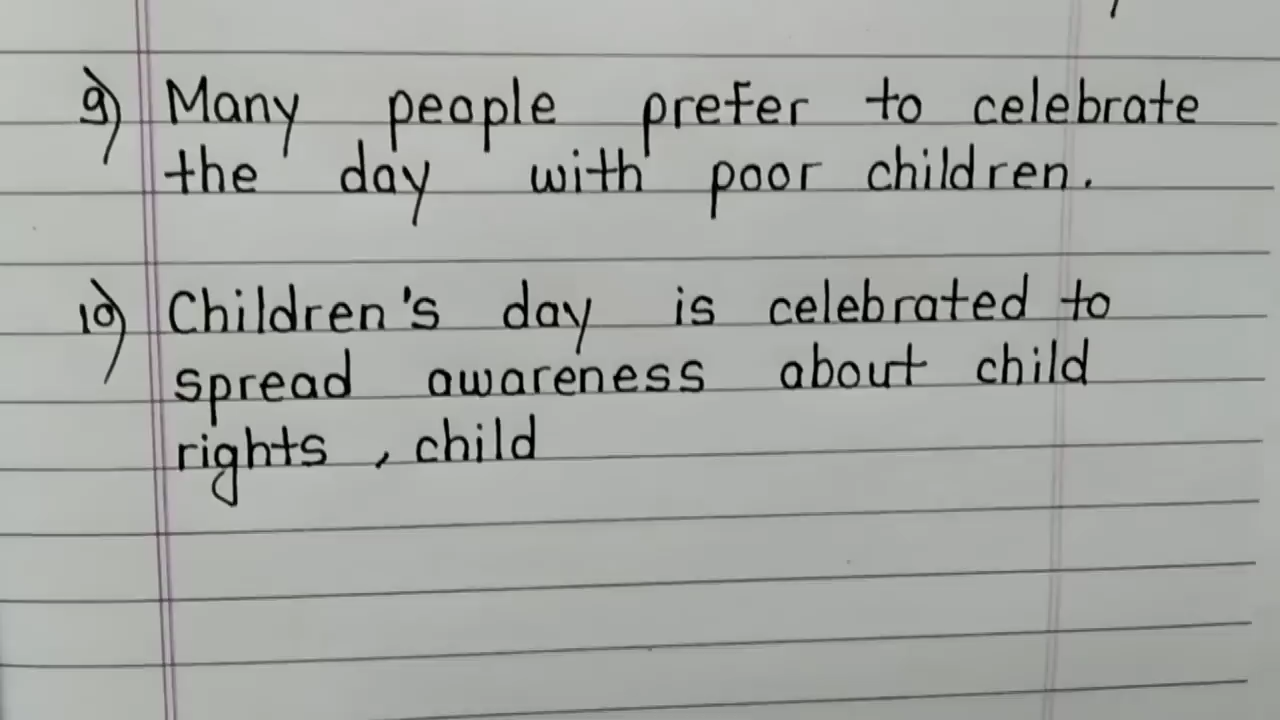 9) Many people prefer to celebrate
the day with poor children.
10) Children's day is celebrated to
spread awareness about child
rights , child